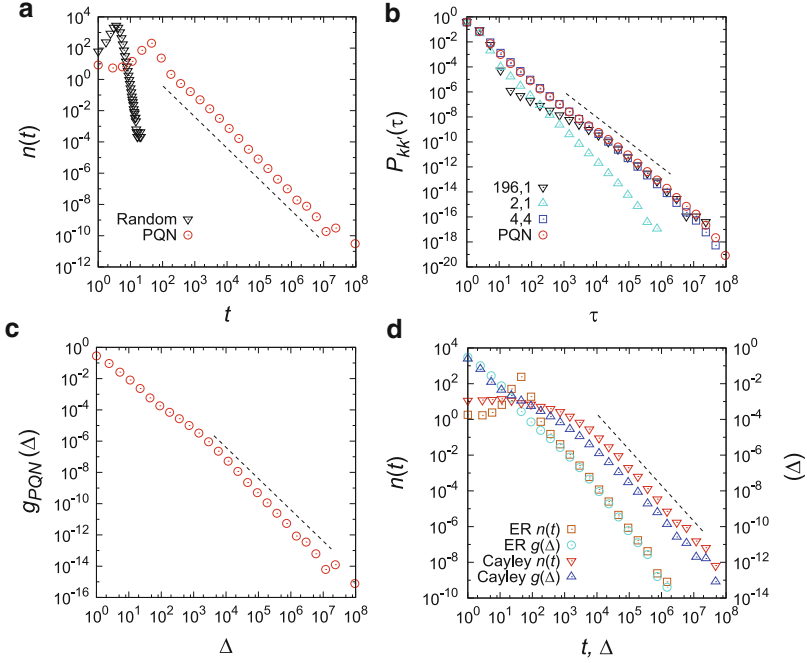 a
n(t)
10^4
10^2
10^0
10^-2
10^-4
10^-6
10^-8
10^-10
10^-12
Random
PQN
10^0 10^1 10^2 10^3 10^4 10^5 10^6 10^7 10^8
t
b
P_kk'(τ)
10^0
10^-2
10^-4
10^-6
10^-8
10^-10
10^-12
10^-14
10^-16
10^-18
10^-20
196,1
2,1
4,4
PQN
10^0 10^1 10^2 10^3 10^4 10^5 10^6 10^7 10^8
τ
c
g_PQN(Δ)
10^0
10^-2
10^-4
10^-6
10^-8
10^-10
10^-12
10^-14
10^-16
10^0 10^1 10^2 10^3 10^4 10^5 10^6 10^7 10^8
Δ
d
n(t)
10^4
10^2
10^0
10^-2
10^-4
10^-6
10^-8
10^-10
ER n(t)
ER g(Δ)
Cayley n(t)
Cayley g(Δ)
10^0
10^-2
10^-4
10^-6
10^-8
10^-10
10^-12
10^-14
(Δ)
10^0 10^1 10^2 10^3 10^4 10^5 10^6 10^7 10^8
t, Δ